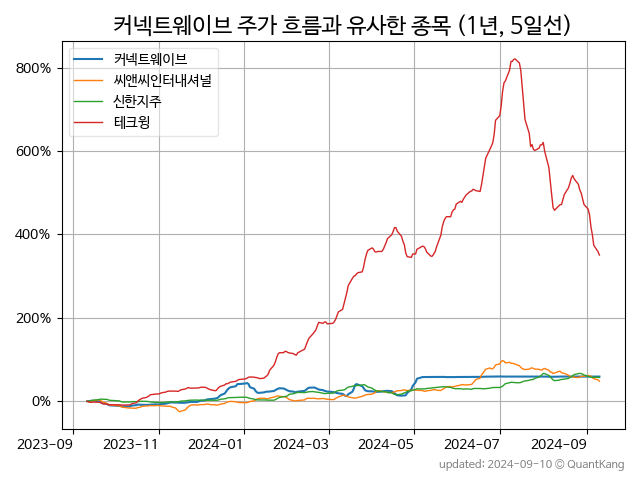 커넥트웨이브 주가 흐름과 유사한 종목 (1년, 5일선)
커넥트웨이브
씨앤씨인터내셔널
신한지주
테크윙
800%
600%
400%
200%
0%
2023-09 2023-11 2024-01 2024-03 2024-05 2024-07 2024-09
updated: 2024-09-10 © QuantKang